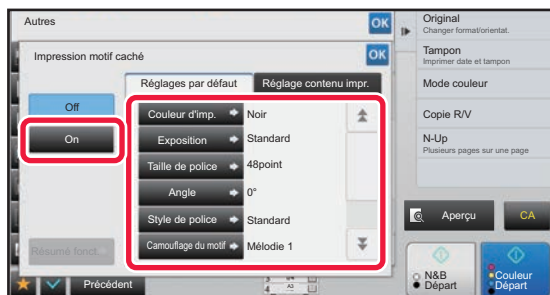 Autres
OK
Impression motif caché
OK
Réglages par défaut
Réglage contenu impr.
Off
On
Couleur d'imp.
Noir
Exposition
Standard
Taille de police
48point
Angle
0°
Style de police
Standard
Camouflage du motif
Mélodie 1
Résumé fonct.
Précédent
Original
Changer format/orientat.
Tampon
Imprimer date et tampon
Mode couleur
Copie R/V
N-Up
Plusieurs pages sur une page
Aperçu
CA
N&B
Départ
Couleur
Départ